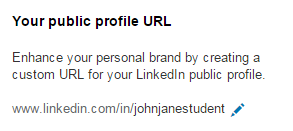 Your public profile URL
Enhance your personal brand by creating a
custom URL for your LinkedIn public profile.
www.linkedin.com/in/johnjanestudent